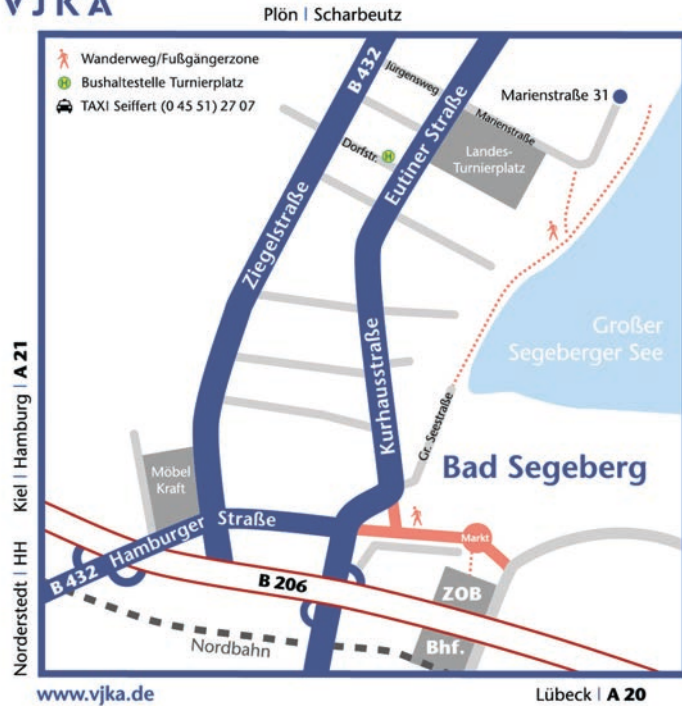 VJKA
Plön | Scharbeutz
Wanderweg/Fußgängerzone
H Bushaltestelle Turnierplatz
TAXI Seiffert (0 45 51) 27 07
B 432
Jürgensweg
Eutiner Straße
Marienstraße 31
Marienstraße
Dorfstr. H
Landes-
Turnierplatz
Ziegelstraße
Kurhausstraße
Großer
Segeberger See
Gr. Seestraße
Bad Segeberg
Kiel | Hamburg | A 21
Norderstedt | HH
Möbel
Kraft
B 432 Hamburger Straße
Markt
B 206
ZOB
Bhf.
Nordbahn
www.vjka.de
Lübeck | A 20